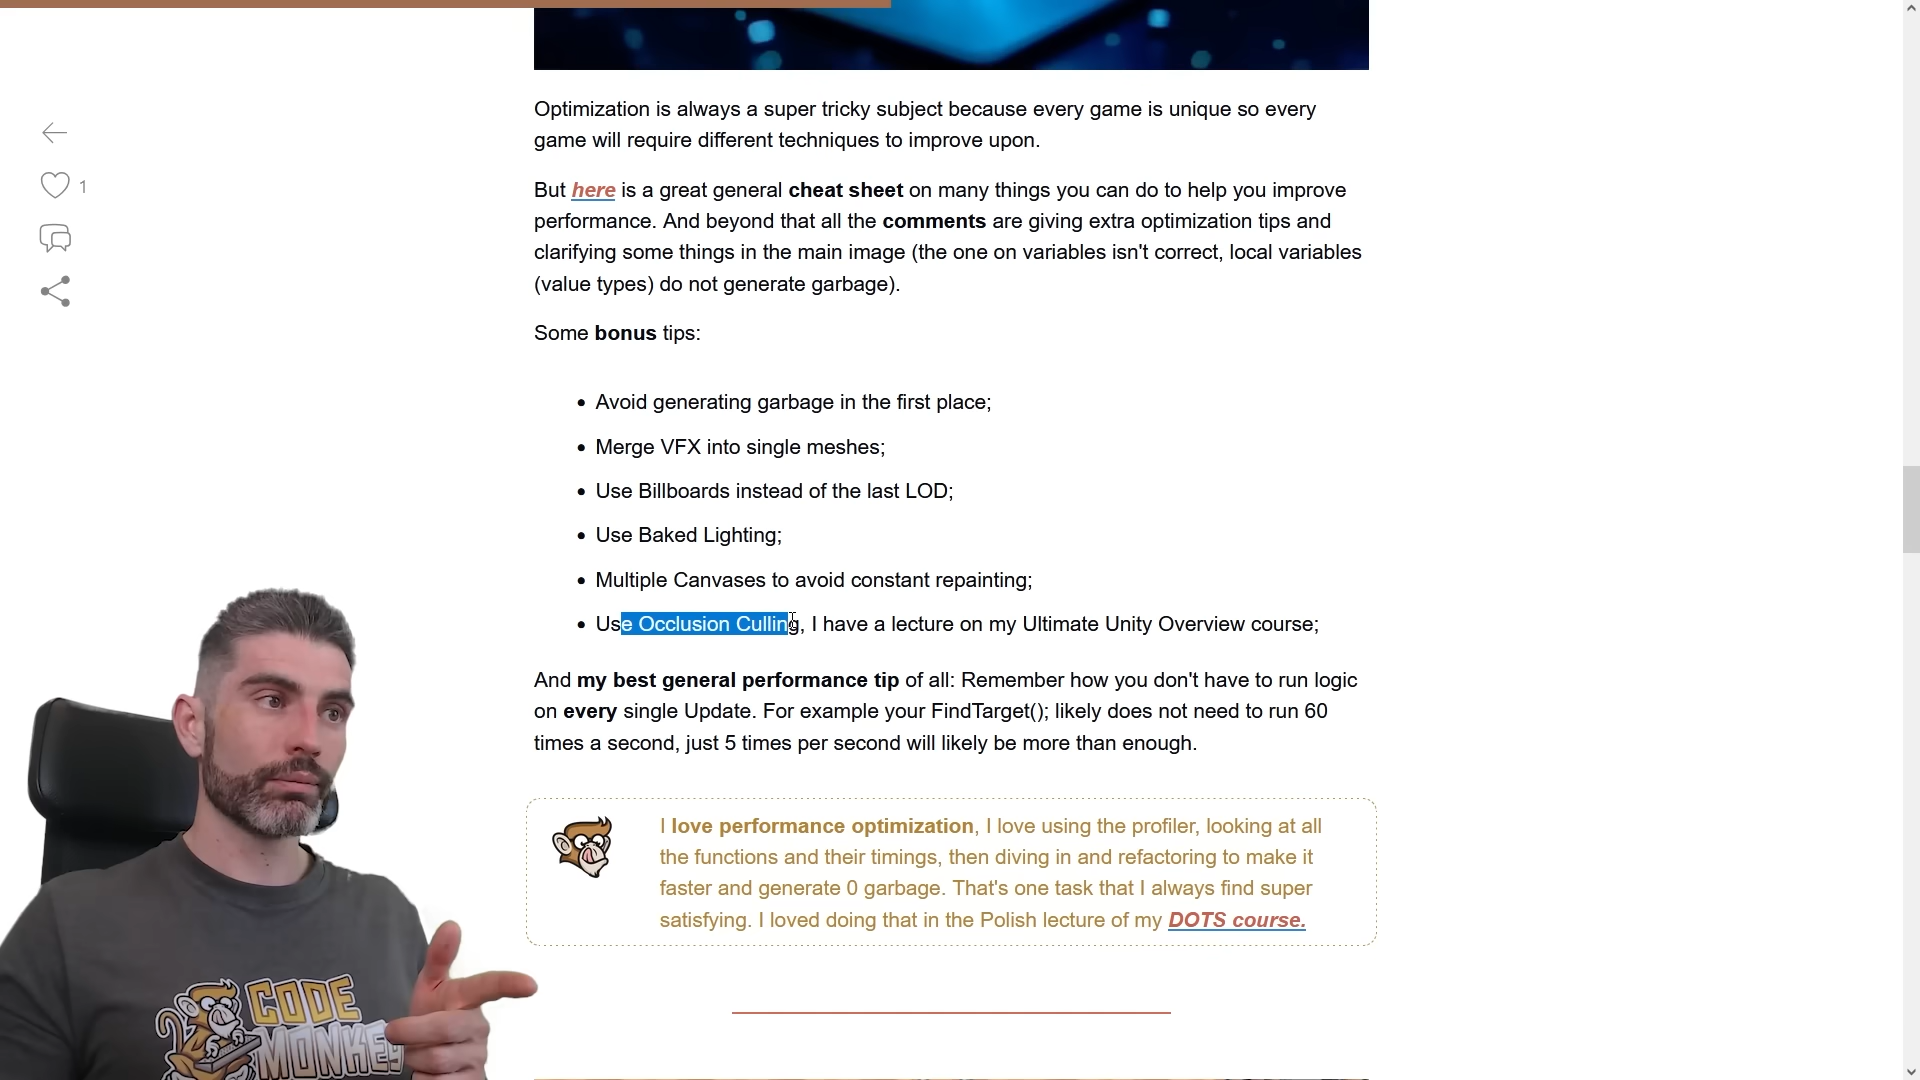 Optimization is always a super tricky subject because every game is unique so every
game will require different techniques to improve upon.
1
But here is a great general cheat sheet on many things you can do to help you improve
performance. And beyond that all the comments are giving extra optimization tips and
clarifying some things in the main image (the one on variables isn't correct, local variables
(value types) do not generate garbage).
Some bonus tips:
• Avoid generating garbage in the first place;
• Merge VFX into single meshes;
• Use Billboards instead of the last LOD;
• Use Baked Lighting;
• Multiple Canvases to avoid constant repainting;
• Use Occlusion Culling, I have a lecture on my Ultimate Unity Overview course;
And my best general performance tip of all: Remember how you don't have to run logic
on every single Update. For example your FindTarget(); likely does not need to run 60
times a second, just 5 times per second will likely be more than enough.
I love performance optimization, I love using the profiler, looking at all
the functions and their timings, then diving in and refactoring to make it
faster and generate 0 garbage. That's one task that I always find super
satisfying. I loved doing that in the Polish lecture of my DOTS course.
CODE
MONKEY